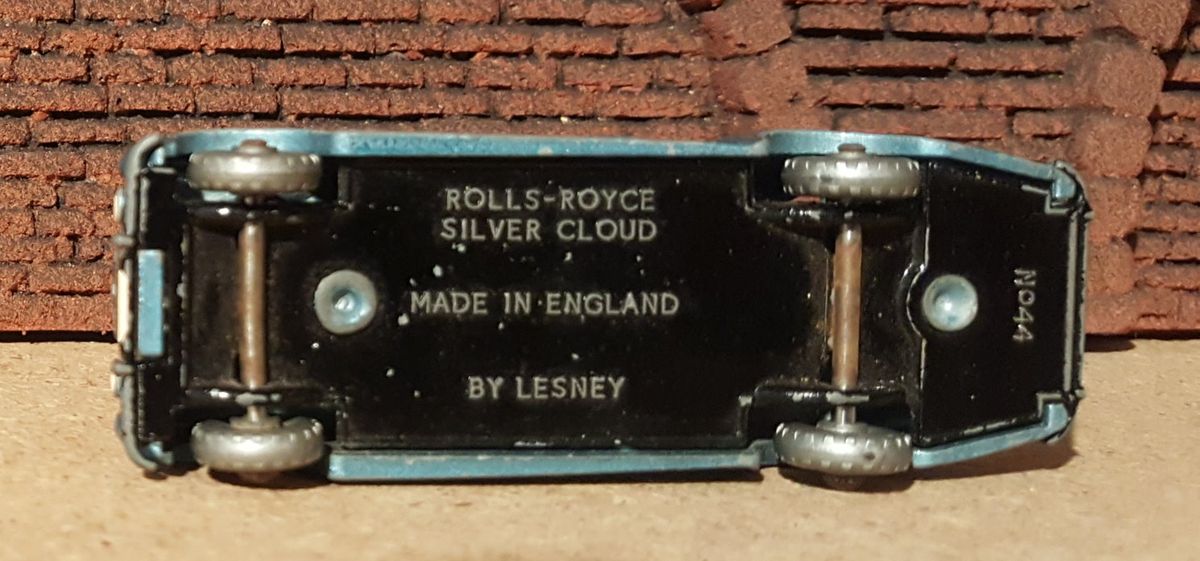 ROLLS-ROYCE
SILVER CLOUD
MADE IN ENGLAND
BY LESNEY
No44